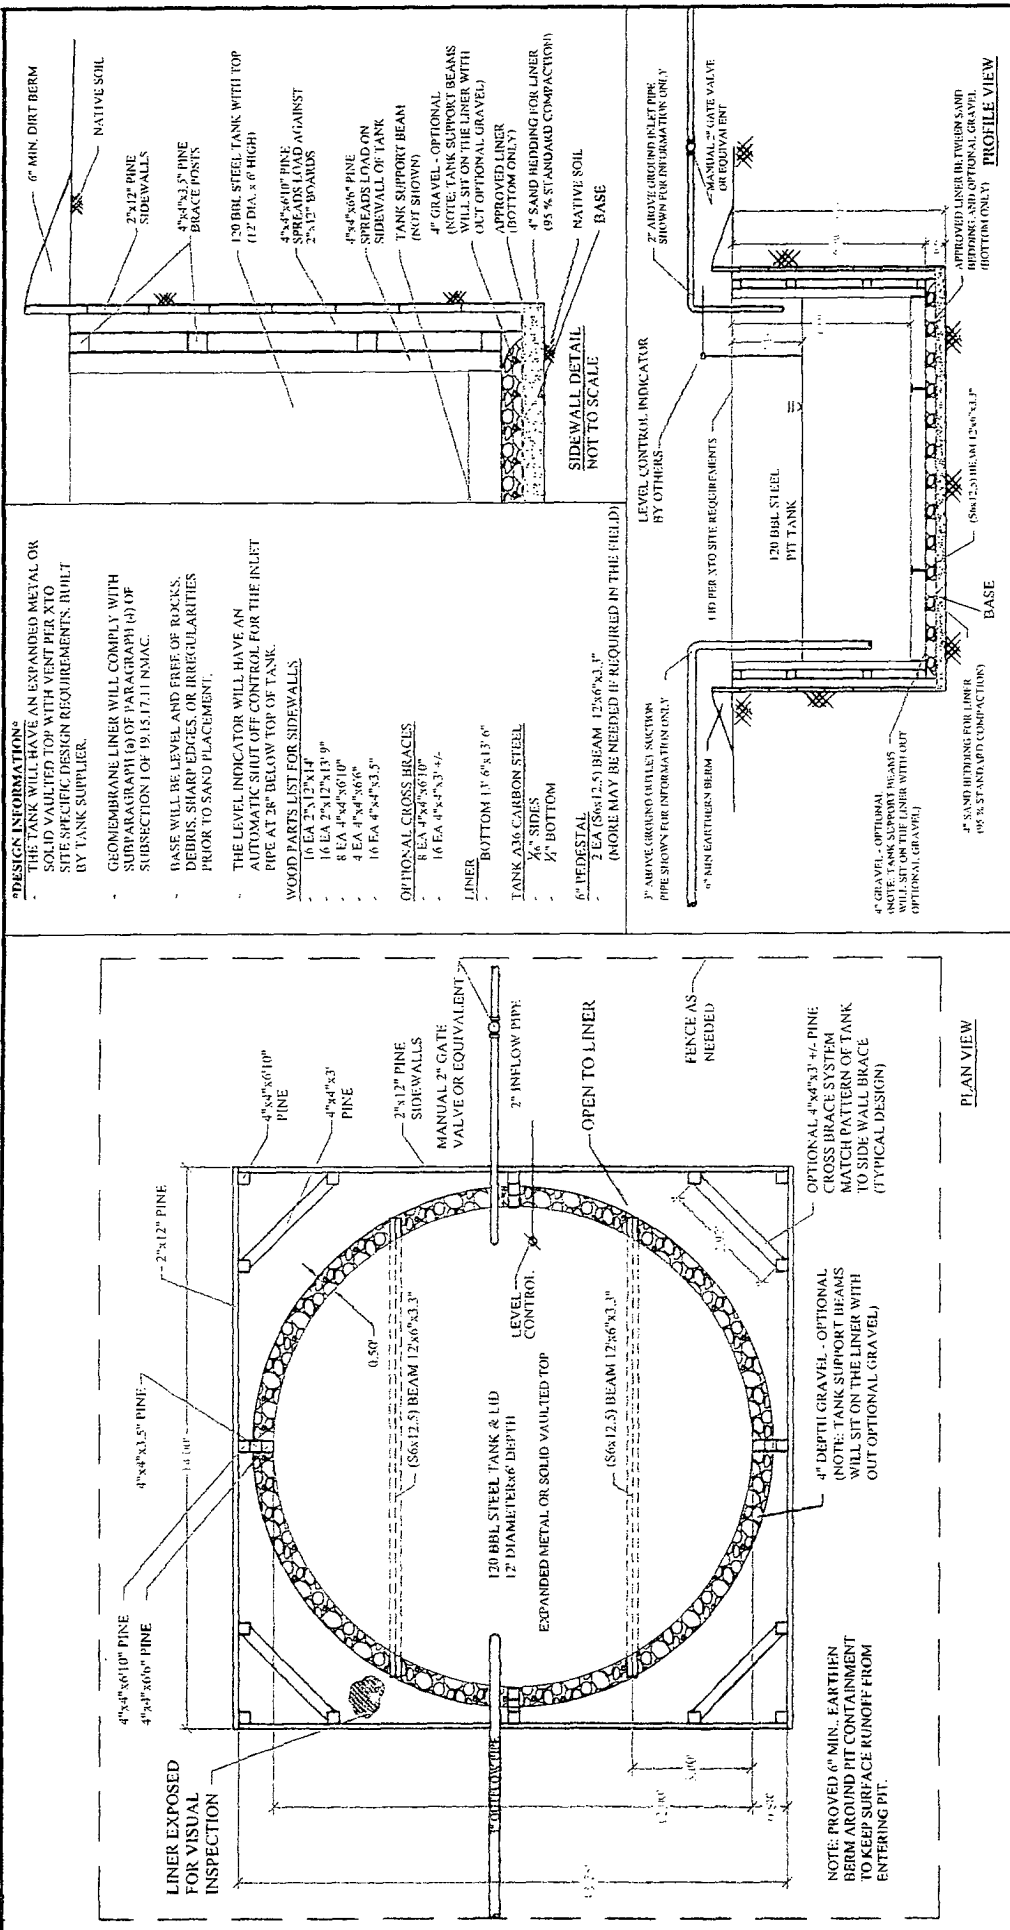 *DESIGN INFORMATION*
- THE TANK WILL HAVE AN EXPANDED METAL OR
SOLID VAULTED TOP WITH VENT PER XTO
SITE SPECIFIC DESIGN REQUIREMENTS. BUILT
BY TANK SUPPLIER.
- GEOMEMBRANE LINER WILL COMPLY WITH
SUBPARAGRAPH (a) OF PARAGRAPH (4) OF
SUBSECTION I OF 19.15.17.11 NMAC.
- BASE WILL BE LEVEL AND FREE OF ROCKS,
DEBRIS, SHARP EDGES, OR IRREGULARITIES
PRIOR TO SAND PLACEMENT.
- THE LEVEL INDICATOR WILL HAVE AN
AUTOMATIC SHUT OFF CONTROL FOR THE INLET
PIPE AT 28" BELOW TOP OF TANK.
WOOD PARTS LIST FOR SIDEWALLS
- 16 EA 2"x12"x14'
- 16 EA 2"x12"x13'9"
- 8 EA 4"x4"x6'10"
- 4 EA 4"x4"x6'6"
- 16 EA 4"x4"x3.5"
OPTIONAL CROSS BRACES
- 8 EA 4"x4"x6'10"
- 16 EA 4"x4"x3' +/-
LINER
- BOTTOM 13' 6"x13' 6"
TANK A36 CARBON STEEL
- SIDES
- BOTTOM
6" PEDESTAL
- 2 EA (S6x12.5) BEAM 12'x6"x3.3"
(MORE MAY BE NEEDED IF REQUIRED IN THE FIELD)
6" MIN. DIRT BERM
NATIVE SOIL
2"x12" PINE
SIDEWALLS
4"x4"x3.5" PINE
BRACE POSTS
120 BBL STEEL TANK WITH TOP
(12' DIA. x 6' HIGH)
4"x4"x6'10" PINE
SPREADS LOAD AGAINST
2"x12" BOARDS
4"x4"x6'6" PINE
SPREADS LOAD ON
SIDEWALL OF TANK
TANK SUPPORT BEAM
(NOT SHOWN)
4" GRAVEL - OPTIONAL
(NOTE: TANK SUPPORT BEAMS
WILL SIT ON THE LINER WITH
OUT OPTIONAL GRAVEL)
APPROVED LINER
(BOTTOM ONLY)
4" SAND BEDDING FOR LINER
(95 % STANDARD COMPACTION)
NATIVE SOIL
BASE
SIDEWALL DETAIL
NOT TO SCALE
LINER EXPOSED
FOR VISUAL
INSPECTION
4"x4"x6'10" PINE
4"x4"x6'6" PINE
4"x4"x3.5" PINE
2"x12" PINE
14.00'
4"x4"x6'10"
PINE
4"x4"x3'
PINE
2"x12" PINE
SIDEWALLS
MANUAL 2" GATE
VALVE OR EQUIVALENT
2" INFLOW PIPE
OPEN TO LINER
FENCE AS
NEEDED
0.50'
(S6x12.5) BEAM 12'x6"x3.3"
LEVEL
CONTROL
120 BBL STEEL TANK & LID
12' DIAMETERx6' DEPTH
EXPANDED METAL OR SOLID VAULTED TOP
(S6x12.5) BEAM 12'x6"x3.3"
3" OUTFLOW PIPE
3.00'
12.00'
OPTIONAL 4"x4"x3' +/- PINE
CROSS BRACE SYSTEM
MATCH PATTERN OF TANK
TO SIDE WALL BRACE
(TYPICAL DESIGN)
4" DEPTH GRAVEL - OPTIONAL
(NOTE: TANK SUPPORT BEAMS
WILL SIT ON THE LINER WITH
OUT OPTIONAL GRAVEL)
NOTE: PROVED 6" MIN. EARTHEN
BERM AROUND PIT CONTAINMENT
TO KEEP SURFACE RUNOFF FROM
ENTERING PIT.
PLAN VIEW
3" ABOVE GROUND OUTLET SUCTION
PIPE SHOWN FOR INFORMATION ONLY
6" MIN EARTHERN BERM
LEVEL CONTROL INDICATOR
BY OTHERS
LID PER XTO SITE REQUIREMENTS
2" ABOVE GROUND INLET PIPE
SHOWN FOR INFORMATION ONLY
MANUAL 2" GATE VALVE
OR EQUIVALENT
120 BBL STEEL
PIT TANK
4" GRAVEL - OPTIONAL
(NOTE: TANK SUPPORT BEAMS
WILL SIT ON THE LINER WITH OUT
OPTIONAL GRAVEL)
4" SAND BEDDING FOR LINER
(95 % STANDARD COMPACTION)
BASE
(S6x12.5) BEAM 12'x6"x3.3"
APPROVED LINER BETWEEN SAND
BEDDING AND OPTIONAL GRAVEL
(BOTTOM ONLY)
PROFILE VIEW